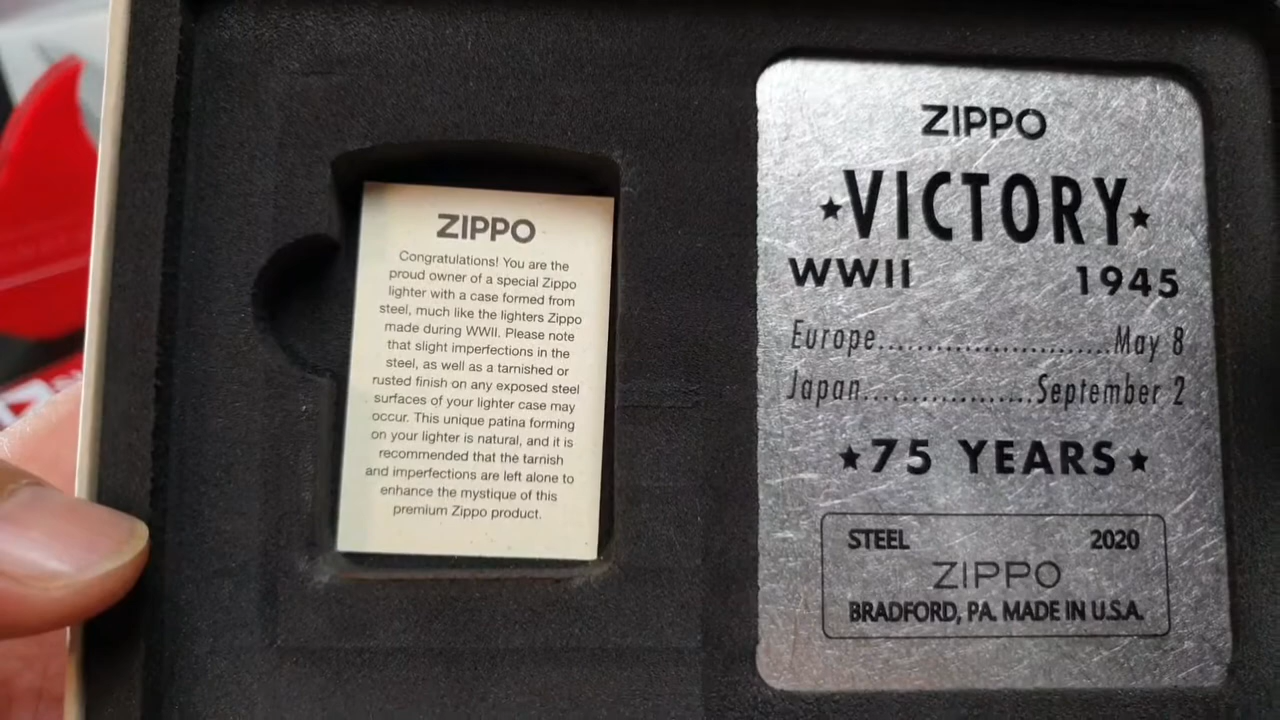 ZIPPO
Congratulations! You are the
proud owner of a special Zippo
lighter with a case formed from
steel, much like the lighters Zippo
made during WWII. Please note
that slight imperfections in the
steel, as well as a tarnished or
rusted finish on any exposed steel
surfaces of your lighter case may
occur. This unique patina forming
on your lighter is natural, and it is
recommended that the tarnish
and imperfections are left alone to
enhance the mystique of this
premium Zippo product.
ZIPPO
★VICTORY★
WWII 1945
Europe..........................May 8
Japan...................September 2
★75 YEARS★
STEEL 2020
ZIPPO
BRADFORD, PA. MADE IN U.S.A.